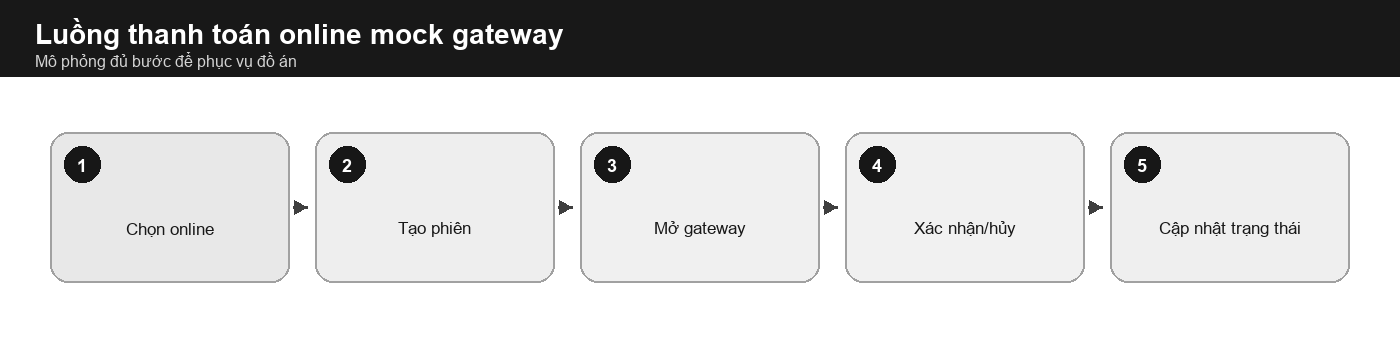 Luồng thanh toán online mock gateway
Mô phỏng đủ bước để phục vụ đồ án
1
Chọn online
2
Tạo phiên
3
Mở gateway
4
Xác nhận/hủy
5
Cập nhật trạng thái